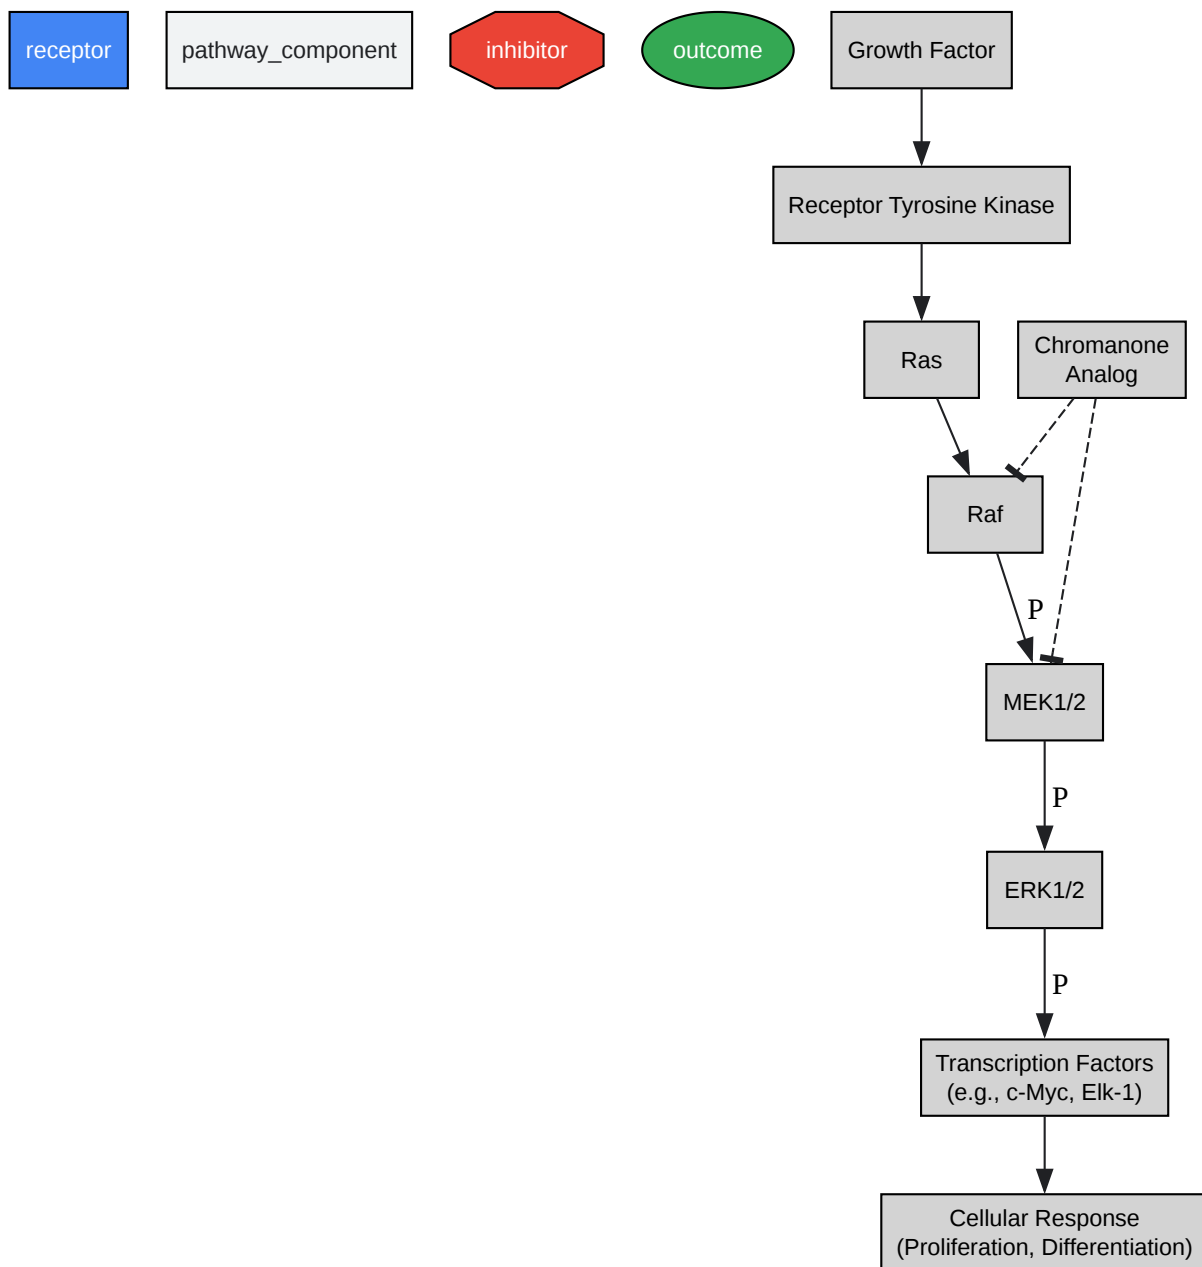 receptor
pathway_component
inhibitor
outcome
Growth Factor
Receptor Tyrosine Kinase
Ras
Chromanone
Analog
Raf
P
MEK1/2
P
ERK1/2
P
Transcription Factors
(e.g., c-Myc, Elk-1)
Cellular Response
(Proliferation, Differentiation)